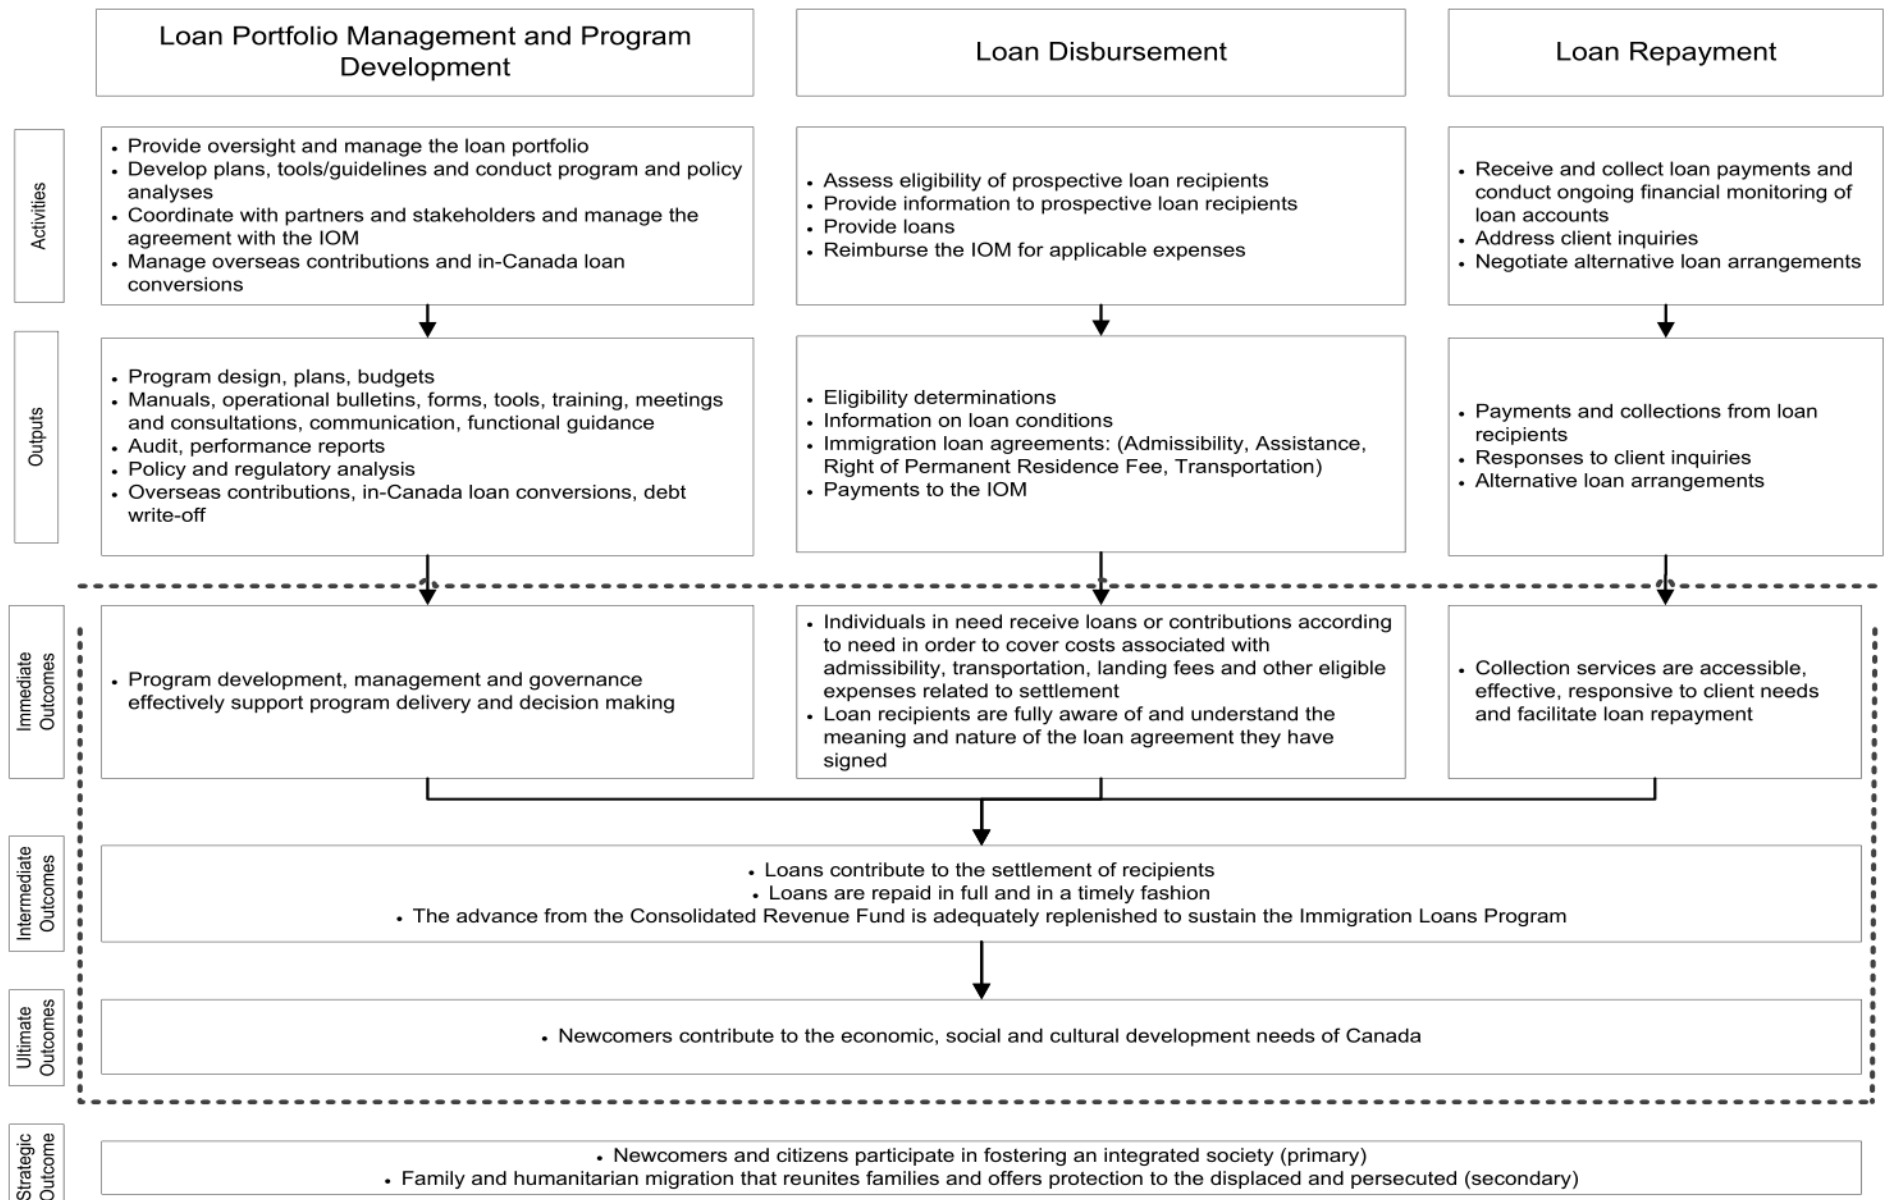 Loan Portfolio Management and Program
Development
Loan Disbursement
Loan Repayment
Activities
• Provide oversight and manage the loan portfolio
• Develop plans, tools/guidelines and conduct program and policy
analyses
• Coordinate with partners and stakeholders and manage the
agreement with the IOM
• Manage overseas contributions and in-Canada loan
conversions
• Assess eligibility of prospective loan recipients
• Provide information to prospective loan recipients
• Provide loans
• Reimburse the IOM for applicable expenses
• Receive and collect loan payments and
conduct ongoing financial monitoring of
loan accounts
• Address client inquiries
• Negotiate alternative loan arrangements
Outputs
• Program design, plans, budgets
• Manuals, operational bulletins, forms, tools, training, meetings
and consultations, communication, functional guidance
• Audit, performance reports
• Policy and regulatory analysis
• Overseas contributions, in-Canada loan conversions, debt
write-off
• Eligibility determinations
• Information on loan conditions
• Immigration loan agreements: (Admissibility, Assistance,
Right of Permanent Residence Fee, Transportation)
• Payments to the IOM
• Payments and collections from loan
recipients
• Responses to client inquiries
• Alternative loan arrangements
Immediate
Outcomes
• Program development, management and governance
effectively support program delivery and decision making
• Individuals in need receive loans or contributions according
to need in order to cover costs associated with
admissibility, transportation, landing fees and other eligible
expenses related to settlement
• Loan recipients are fully aware of and understand the
meaning and nature of the loan agreement they have
signed
• Collection services are accessible,
effective, responsive to client needs
and facilitate loan repayment
Intermediate
Outcomes
• Loans contribute to the settlement of recipients
• Loans are repaid in full and in a timely fashion
• The advance from the Consolidated Revenue Fund is adequately replenished to sustain the Immigration Loans Program
Ultimate
Outcomes
• Newcomers contribute to the economic, social and cultural development needs of Canada
Strategic
Outcome
• Newcomers and citizens participate in fostering an integrated society (primary)
• Family and humanitarian migration that reunites families and offers protection to the displaced and persecuted (secondary)